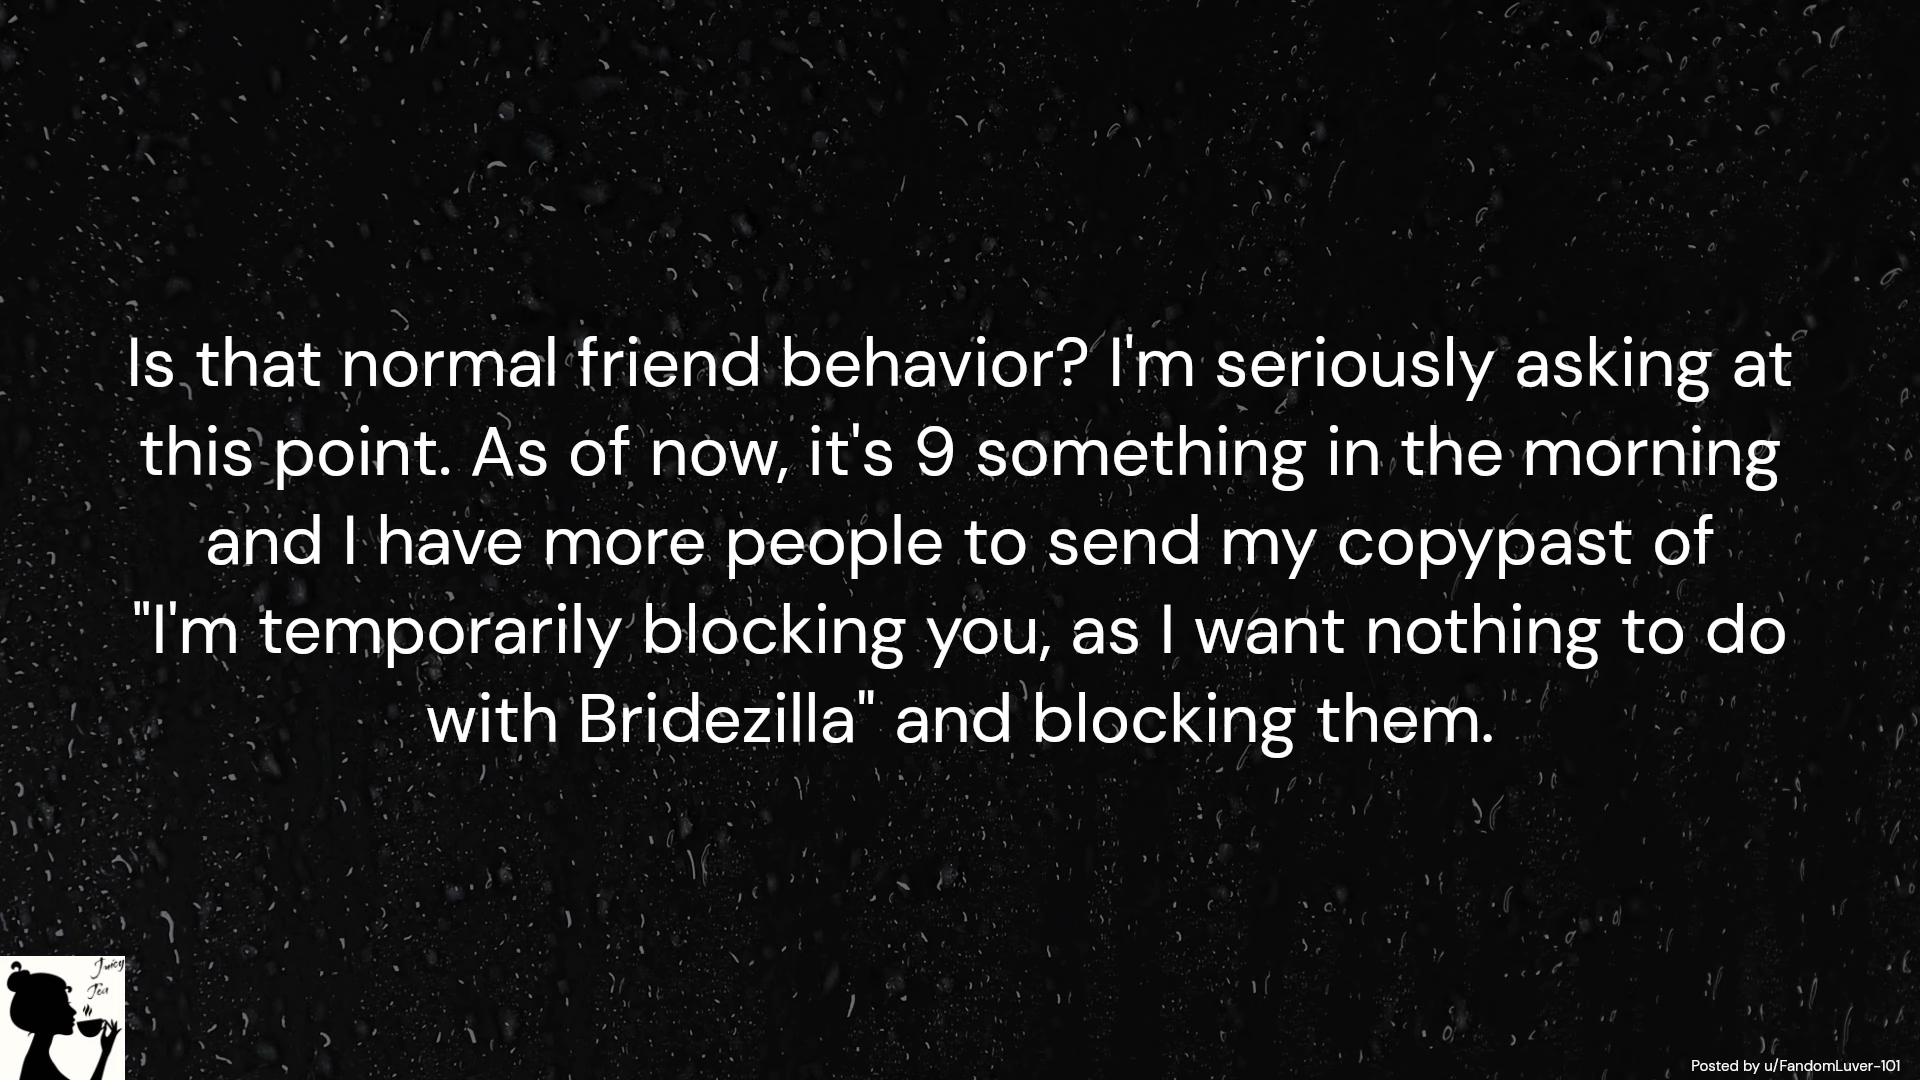 Is that normal friend behavior? I'm seriously asking at
this point. As of now, it's 9 something in the morning
and I have more people to send my copypast of
"I'm temporarily blocking you, as I want nothing to do
with Bridezilla" and blocking them.
Juicy
Tea
Posted by u/FandomLuver-101